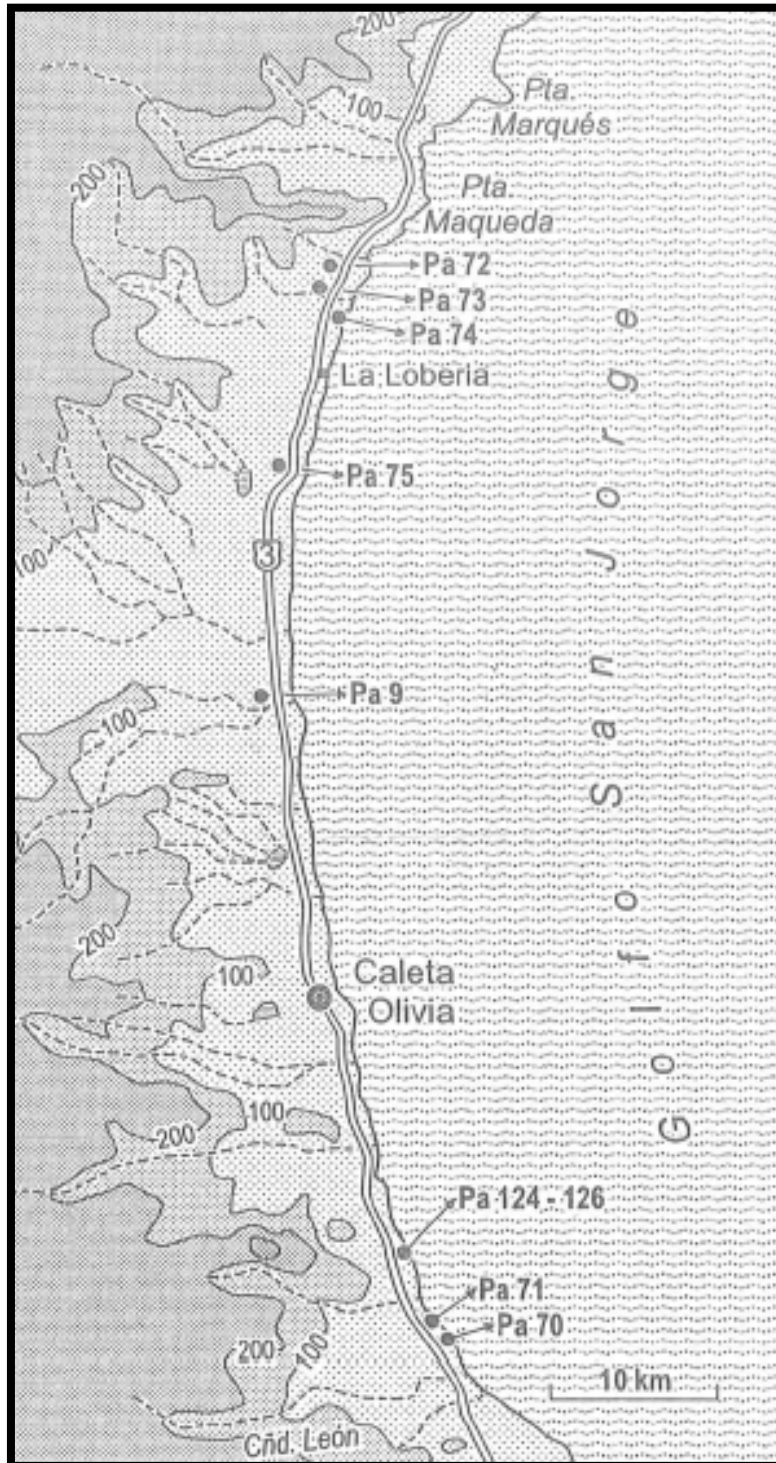 200
Pta.
Marqués
100
200
Pta.
Maqueda
Pa 72
Pa 73
Pa 74
La Loberia
Pa 75
3
100
Pa 9
100
Golfo San Jorge
200
100
Caleta
Olivia
100
200
Pa 124 - 126
Pa 71
Pa 70
200
100
10 km
Cñd. León